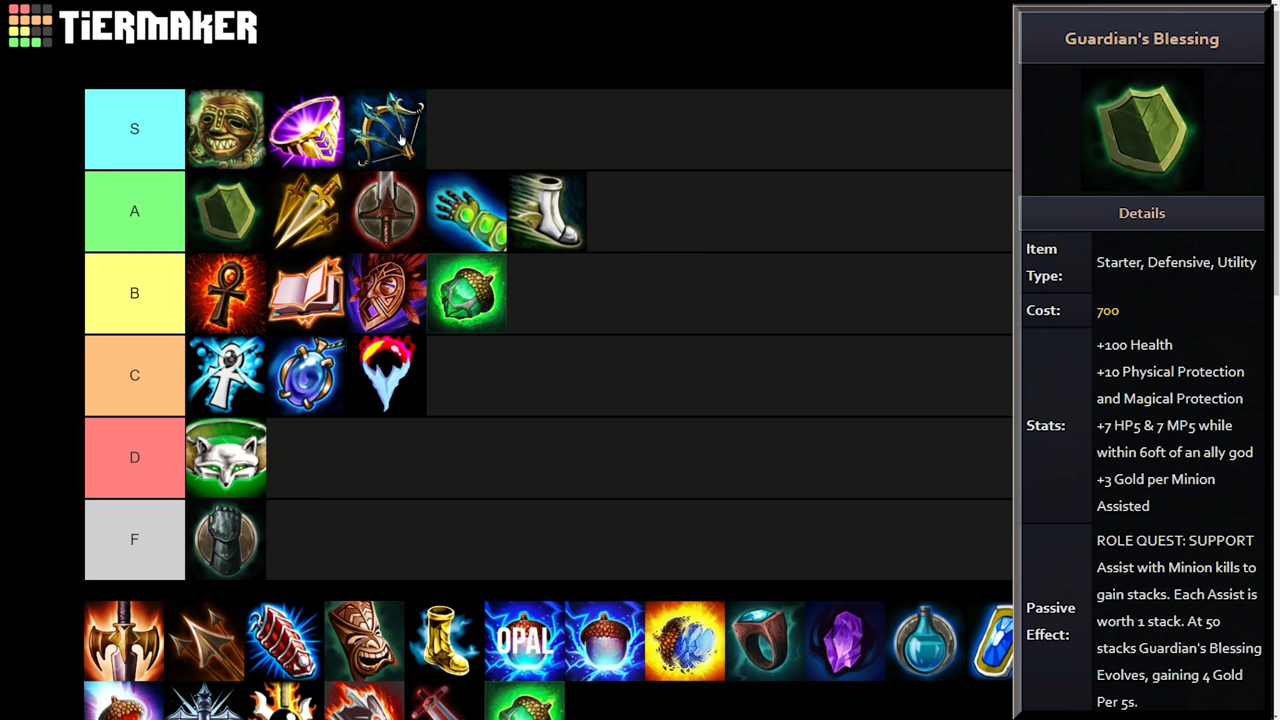 TiERMAKER
Guardian's Blessing
Details
Item
Type:
Starter, Defensive, Utility
Cost:
700
Stats:
+100 Health
+10 Physical Protection
and Magical Protection
+7 HP5 & 7 MP5 while
within 60ft of an ally god
+3 Gold per Minion
Assisted
Passive
Effect:
ROLE QUEST: SUPPORT
Assist with Minion kills to
gain stacks. Each Assist is
worth 1 stack. At 50
stacks Guardian's Blessing
Evolves, gaining 4 Gold
Per 5s.
S
A
B
C
D
F
OPAL